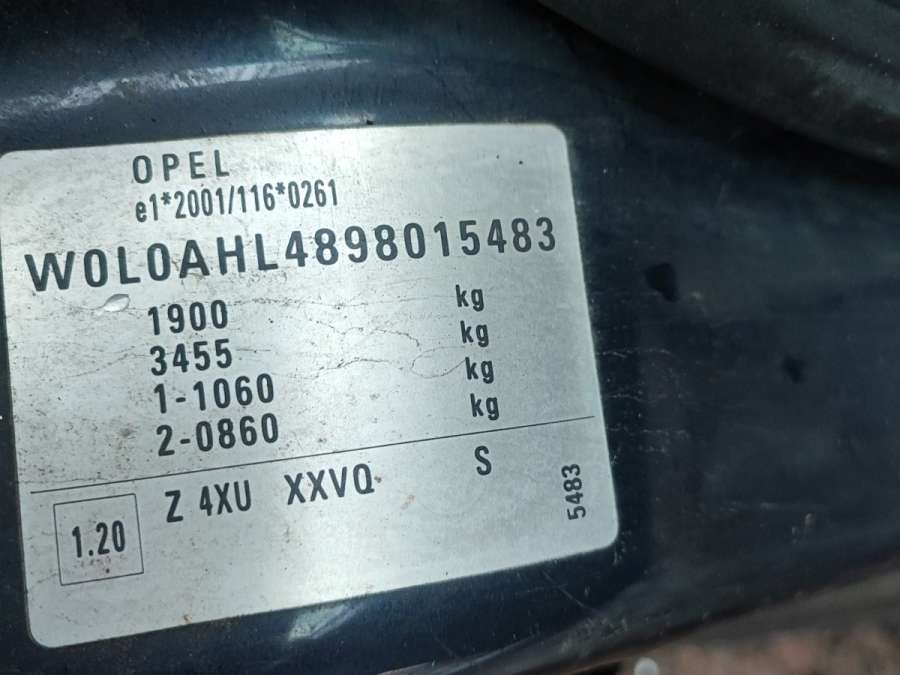 OPEL
e1*2001/116*0261
W0L0AHL4898015483
1900 kg
3455 kg
1-1060 kg
2-0860 kg
1.20 Z 4XU XXVQ S 5483